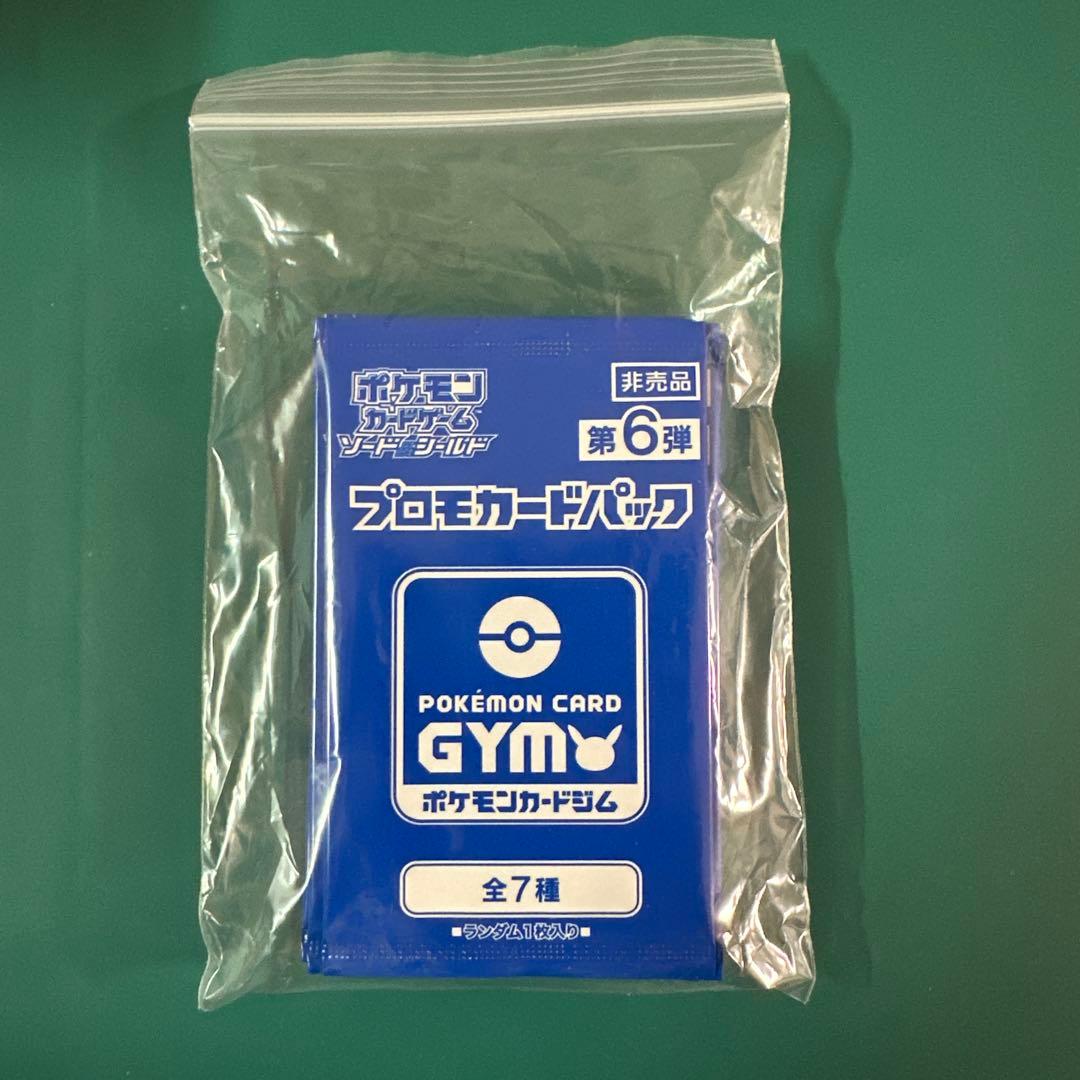 ポケモン
カードゲーム
ソード&シールド
非売品
第6弾
プロモカードパック
POKÉMON CARD
GYM
ポケモンカードジム
全7種
■ランダム1枚入り■